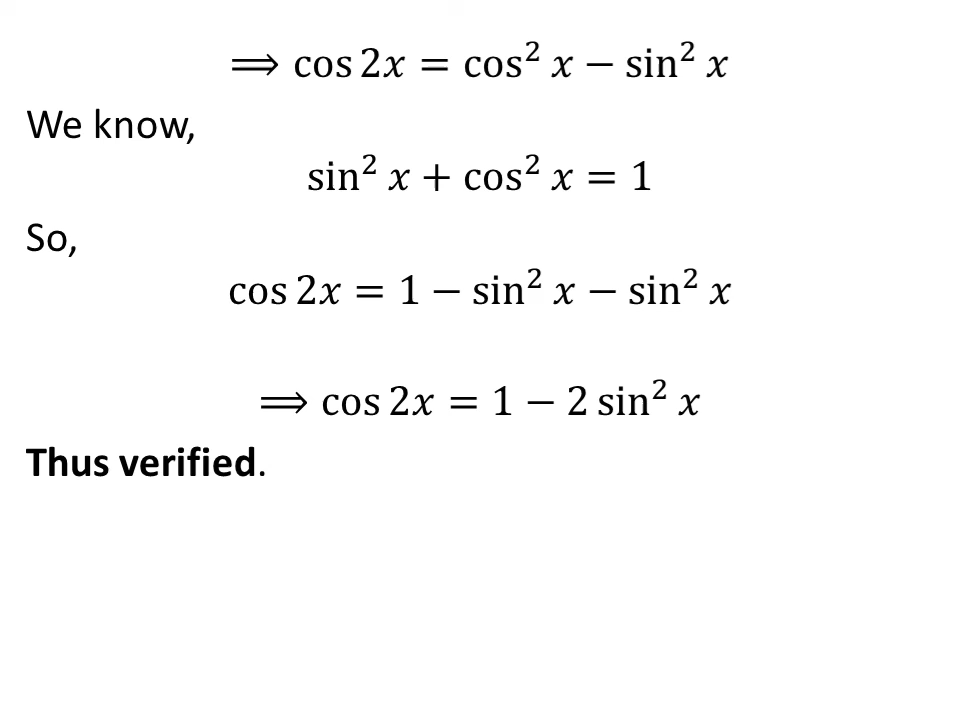 ⟹ cos 2𝑥 = cos² 𝑥 − sin² 𝑥
We know,
sin² 𝑥 + cos² 𝑥 = 1
So,
cos 2𝑥 = 1 − sin² 𝑥 − sin² 𝑥
⟹ cos 2𝑥 = 1 − 2 sin² 𝑥
Thus verified.